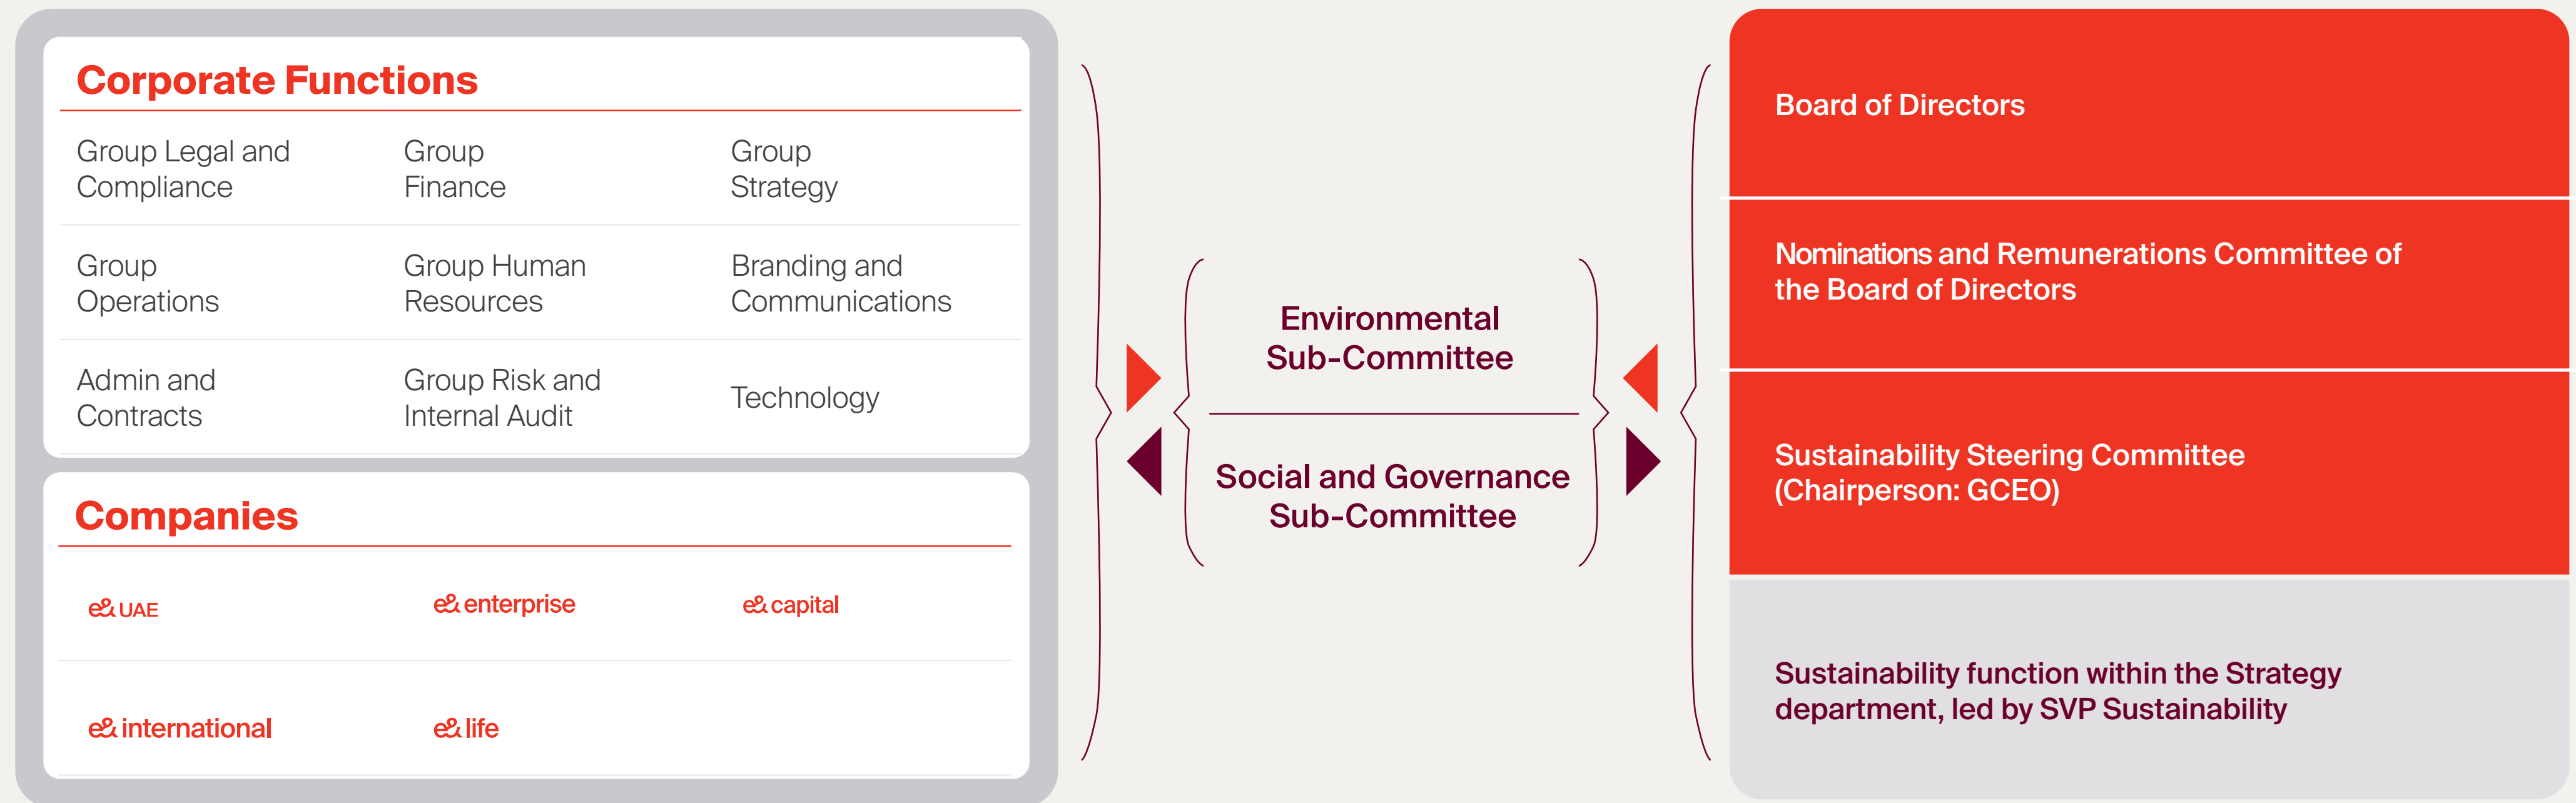 Corporate Functions
Group Legal and
Compliance
Group
Finance
Group
Strategy
Group
Operations
Group Human
Resources
Branding and
Communications
Admin and
Contracts
Group Risk and
Internal Audit
Technology
Companies
e& UAE
e& enterprise
e& capital
e& international
e& life
Environmental
Sub-Committee
Social and Governance
Sub-Committee
Board of Directors
Nominations and Remunerations Committee of
the Board of Directors
Sustainability Steering Committee
(Chairperson: GCEO)
Sustainability function within the Strategy
department, led by SVP Sustainability